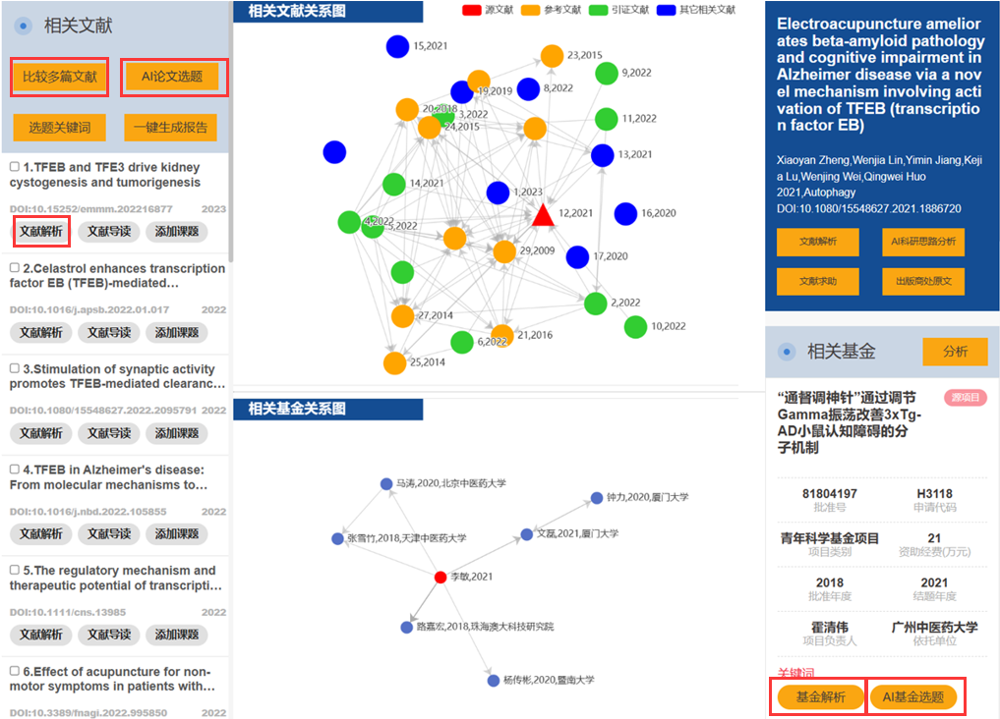 相关文献
比较多篇文献
AI论文选题
选题关键词
一键生成报告
1.TFEB and TFE3 drive kidney
cystogenesis and tumorigenesis
DOI:10.15252/emmm.202216877 2023
文献解析 文献导读 添加课题
2.Celastrol enhances transcription
factor EB (TFEB)-mediated...
DOI:10.1016/j.apsb.2022.01.017 2022
文献解析 文献导读 添加课题
3.Stimulation of synaptic activity
promotes TFEB-mediated clearanc...
DOI:10.1080/15548627.2022.2095791 2022
文献解析 文献导读 添加课题
4.TFEB in Alzheimer's disease:
From molecular mechanisms to...
DOI:10.1016/j.nbd.2022.105855 2022
文献解析 文献导读 添加课题
5.The regulatory mechanism and
therapeutic potential of transcripti...
DOI:10.1111/cns.13985 2022
文献解析 文献导读 添加课题
6.Effect of acupuncture for non-
motor symptoms in patients with...
DOI:10.3389/fnagi.2022.995850 2022
相关文献关系图
源文献 参考文献 引证文献 其它相关文献
15,2021
23,2015
9,2022
19,2019
8,2022
20,2018
3,2022
24,2015
11,2022
13,2021
14,2021
1,2023
12,2021
16,2020
4,2022
5,2022
29,2009
17,2020
2,2022
27,2014
10,2022
21,2016
6,2022
25,2014
相关基金关系图
马涛,2020,北京中医药大学
钟力,2020,厦门大学
张雪竹,2018,天津中医药大学
文磊,2021,厦门大学
李敏,2021
路嘉宏,2018,珠海澳大科技研究院
杨传彬,2020,暨南大学
Electroacupuncture amelior
ates beta-amyloid pathology
and cognitive impairment in
Alzheimer disease via a nov
el mechanism involving acti
vation of TFEB (transcriptio
n factor EB)
Xiaoyan Zheng,Wenjia Lin,Yimin Jiang,Keji
a Lu,Wenjing Wei,Qingwei Huo
2021,Autophagy
DOI:10.1080/15548627.2021.1886720
文献解析 AI科研思路分析
文献求助 出版商处原文
相关基金 分析
“通督调神针”通过调节
Gamma振荡改善3xTg-
AD小鼠认知障碍的分
子机制
源项目
81804197 H3118
批准号 申请代码
青年科学基金项目 21
项目类别 资助经费(万元)
2018 2021
批准年度 结题年度
霍清伟 广州中医药大学
项目负责人 依托单位
关键词
基金解析 AI基金选题